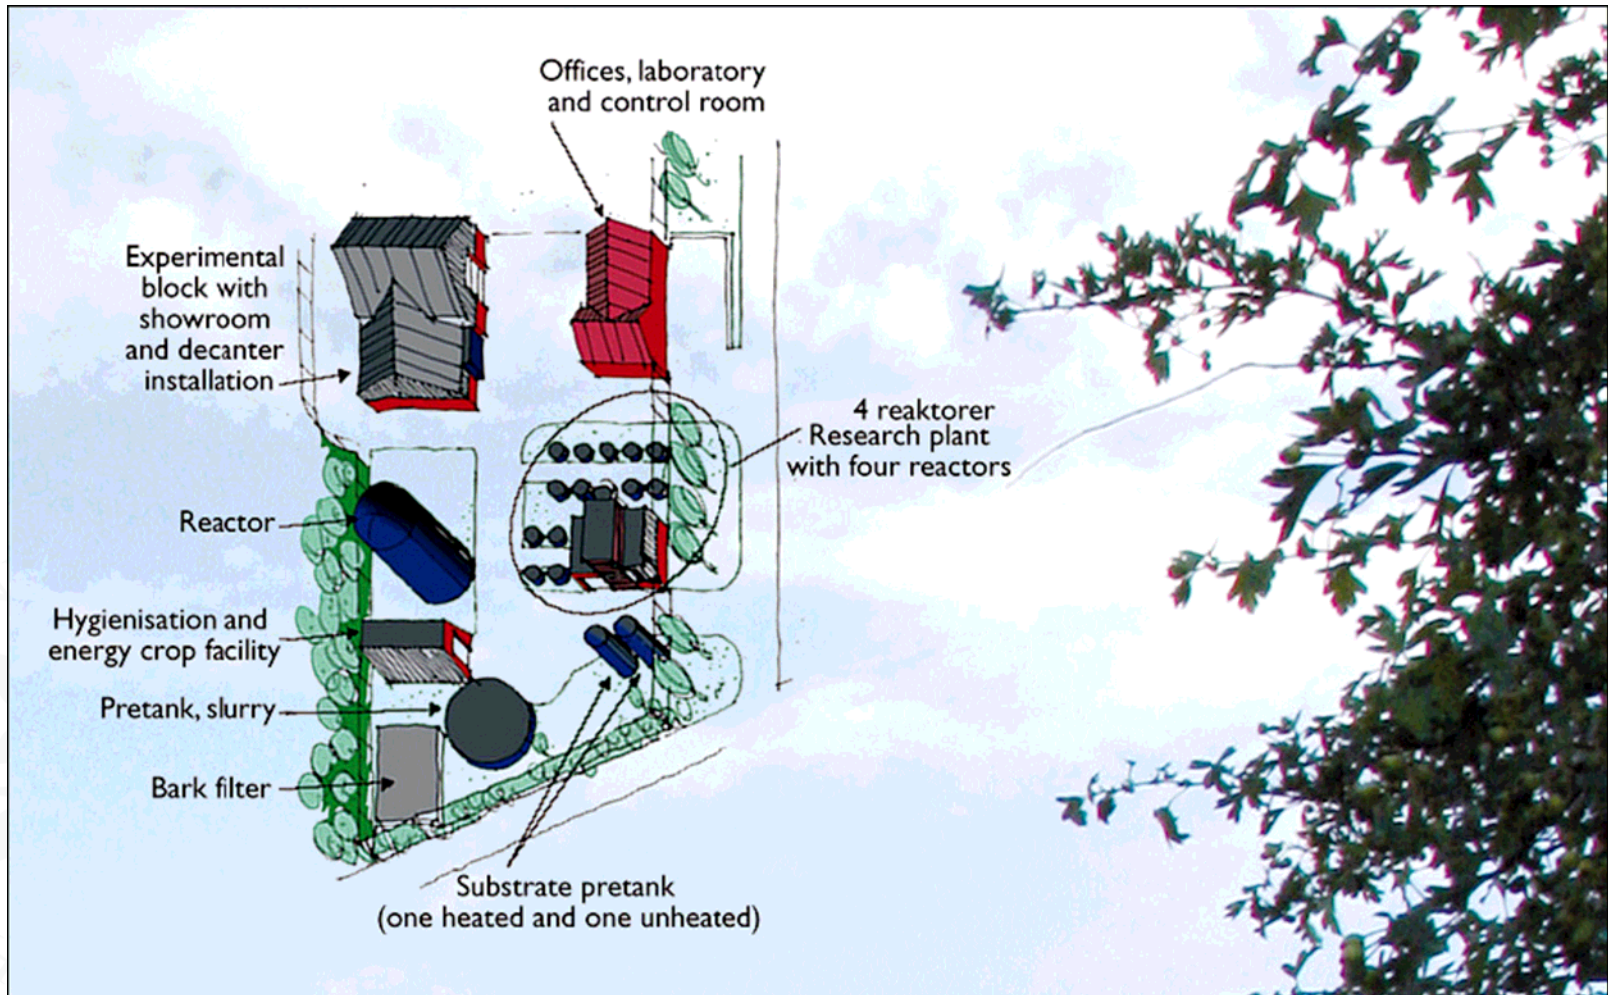 Offices, laboratory
and control room
Experimental
block with
showroom
and decanter
installation
4 reaktorer
Research plant
with four reactors
Reactor
Hygienisation and
energy crop facility
Pretank, slurry
Bark filter
Substrate pretank
(one heated and one unheated)